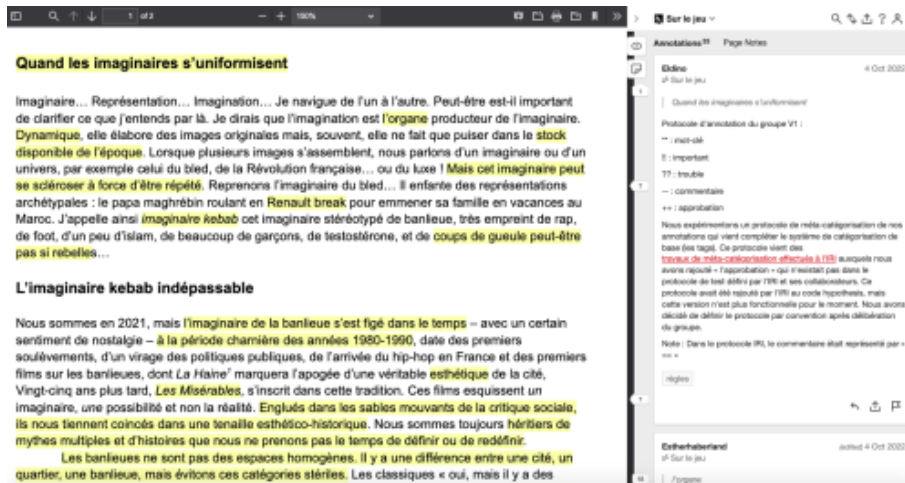 1 of 2
100%
Quand les imaginaires s'uniformisent
Imaginaire… Représentation… Imagination… Je navigue de l'un à l'autre. Peut-être est-il important
de clarifier ce que j'entends par là. Je dirais que l'imagination est l'organe producteur de l'imaginaire.
Dynamique, elle élabore des images originales mais, souvent, elle ne fait que puiser dans le stock
disponible de l'époque. Lorsque plusieurs images s'assemblent, nous parlons d'un imaginaire ou d'un
univers, par exemple celui du bled, de la Révolution française… ou du luxe ! Mais cet imaginaire peut
se scléroser à force d'être répété. Reprenons l'imaginaire du bled… Il enfante des représentations
archétypales : le papa maghrébin roulant en Renault break pour emmener sa famille en vacances au
Maroc. J'appelle ainsi imaginaire kebab cet imaginaire stéréotypé de banlieue, très empreint de rap,
de foot, d'un peu d'islam, de beaucoup de garçons, de testostérone, et de coups de gueule peut-être
pas si rebelles…
L'imaginaire kebab indépassable
Nous sommes en 2021, mais l'imaginaire de la banlieue s'est figé dans le temps – avec un certain
sentiment de nostalgie – à la période charnière des années 1980-1990, date des premiers
soulèvements, d'un virage des politiques publiques, de l'arrivée du hip-hop en France et des premiers
films sur les banlieues, dont La Haine marquera l'apogée d'une véritable esthétique de la cité,
Vingt-cinq ans plus tard, Les Misérables, s'inscrit dans cette tradition. Ces films esquissent un
imaginaire, une possibilité et non la réalité. Englués dans les sables mouvants de la critique sociale,
ils nous tiennent coincés dans une tenaille esthético-historique. Nous sommes toujours héritiers de
mythes multiples et d'histoires que nous ne prenons pas le temps de définir ou de redéfinir.
Les banlieues ne sont pas des espaces homogènes. Il y a une différence entre une cité, un
quartier, une banlieue, mais évitons ces catégories stériles. Les classiques « oui, mais il y a des
Sur le jeu
Annotations Page Notes
Eldino 4 Oct 2022
Sur le jeu
Quand les imaginaires s'uniformisent
Protocole d'annotation du groupe V1 :
** : mot-clé
!! : important
?? : trouble
-- : commentaire
++ : approbation
Nous expérimentons un protocole de méta-catégorisation de nos
annotations qui vient compléter le système de catégorisation de
base (les tags). Ce protocole vient des
travaux de méta-catégorisation effectués à l'IRI auxquels nous
avons rajouté « l'approbation » qui n'existait pas dans le
protocole de test défini par l'IRI et ses collaborateurs. Ce
protocole avait été rajouté par l'IRI au code hypothesis, mais
cette version n'est plus fonctionnelle pour le moment. Nous avons
décidé de définir le protocole par convention après délibération
du groupe.
Note : Dans le protocole IRI, le commentaire était représenté par «
== »
règles
Estherhaberland edited 4 Oct 2022
Sur le jeu
l'organe